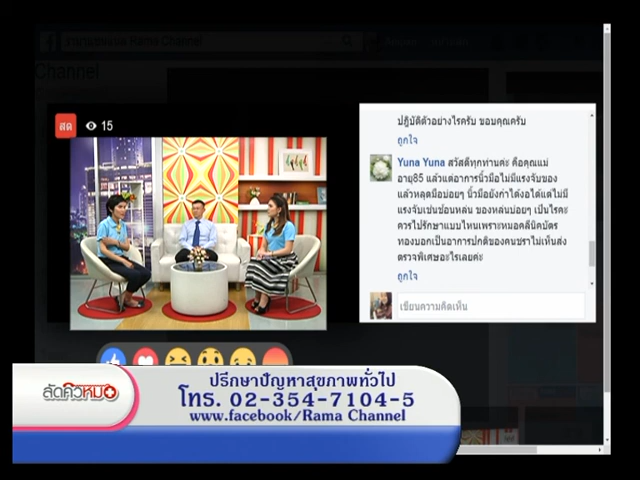 รามาแชนแนล Rama Channel
Channel
สด 15
ปฎิบัติตัวอย่างไรครับ ขอบคุณครับ
ถูกใจ
Yuna Yuna สวัสดีทุกท่านค่ะ คือคุณแม่
อายุ85 แล้วแต่อาการนิ้วมือไม่มีแรงจับของ
แล้วหลุดมือบ่อยๆ นิ้วมือยังกำได้งอได้แต่ไม่มี
แรงจับเช่นช้อนหล่น ของหล่นบ่อยๆ เป็นไรคะ
ควรไปรักษาแบบไหนเพราะหมอคลีนิคบัตร
ทองบอกเป็นอาการปกติของคนชราไม่เห็นส่ง
ตรวจพิเศษอะไรเลยค่ะ
ถูกใจ
เขียนความคิดเห็น
ลัดคิวหมอ
ปรึกษาปัญหาสุขภาพทั่วไป
โทร. 02-354-7104-5
www.facebook/Rama Channel